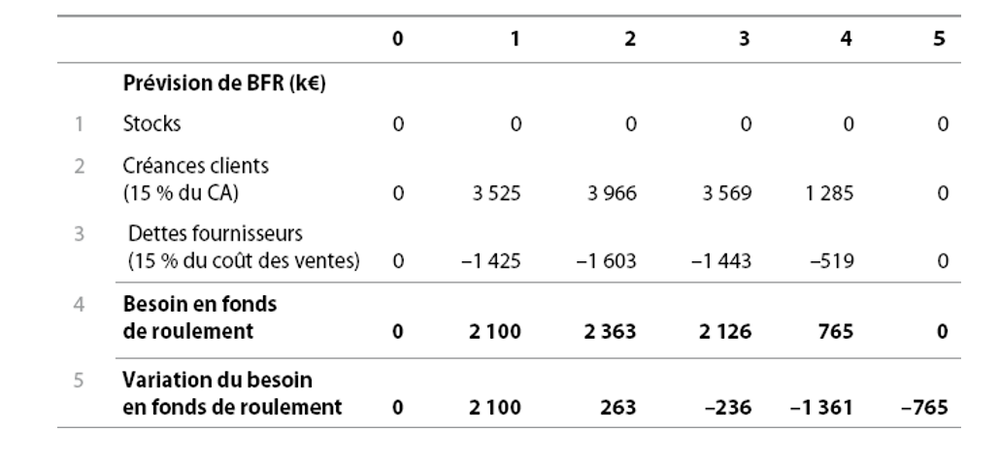 0 1 2 3 4 5
Prévision de BFR (k€)
1 Stocks 0 0 0 0 0 0
2 Créances clients
(15 % du CA) 0 3 525 3 966 3 569 1 285 0
3 Dettes fournisseurs
(15 % du coût des ventes) 0 –1 425 –1 603 –1 443 –519 0
4 Besoin en fonds
de roulement 0 2 100 2 363 2 126 765 0
5 Variation du besoin
en fonds de roulement 0 2 100 263 –236 –1 361 –765